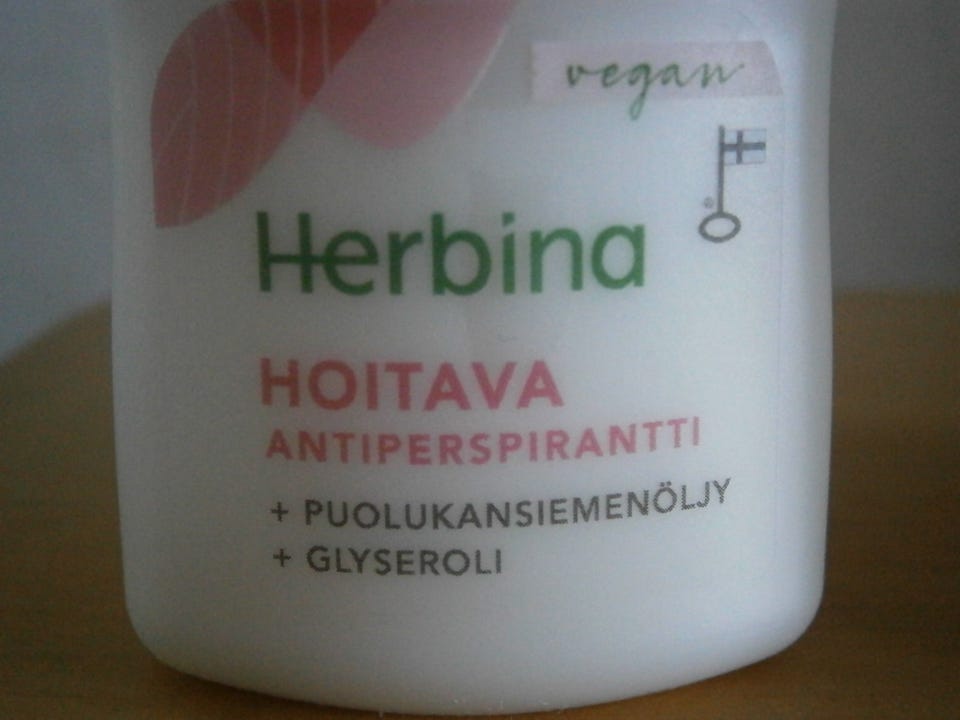 vegan
Herbina
HOITAVA
ANTIPERSPIRANTTI
+ PUOLUKANSIEMENÖLJY
+ GLYSEROLI